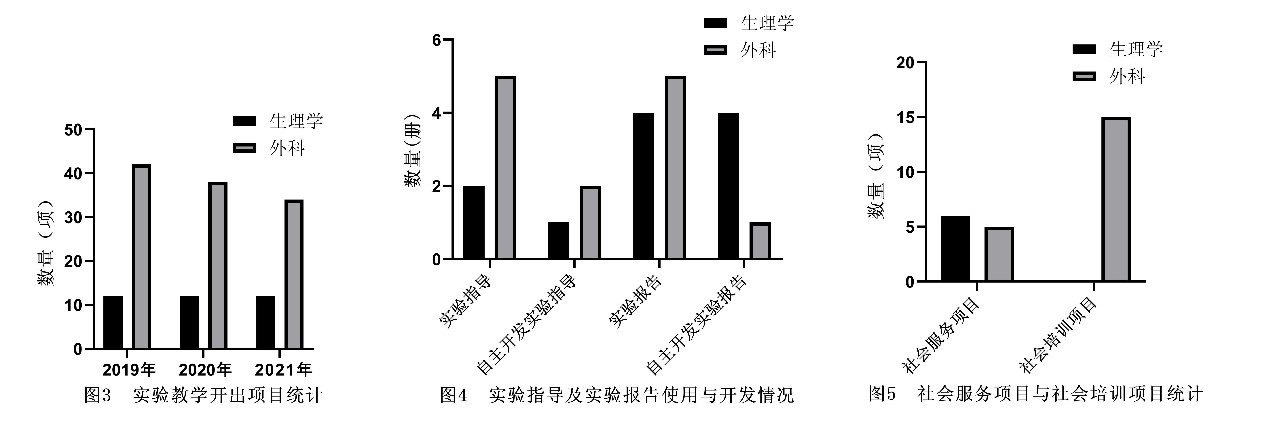 生理学
外科
50
40
30
20
10
0
数量（项）
2019年 2020年 2021年
图3 实验教学开出项目统计
生理学
外科
6
4
2
0
数量(册)
实验指导
自主开发实验指导
实验报告
自主开发实验报告
图4 实验指导及实验报告使用与开发情况
生理学
外科
20
15
10
5
0
数量（项）
社会服务项目
社会培训项目
图5 社会服务项目与社会培训项目统计